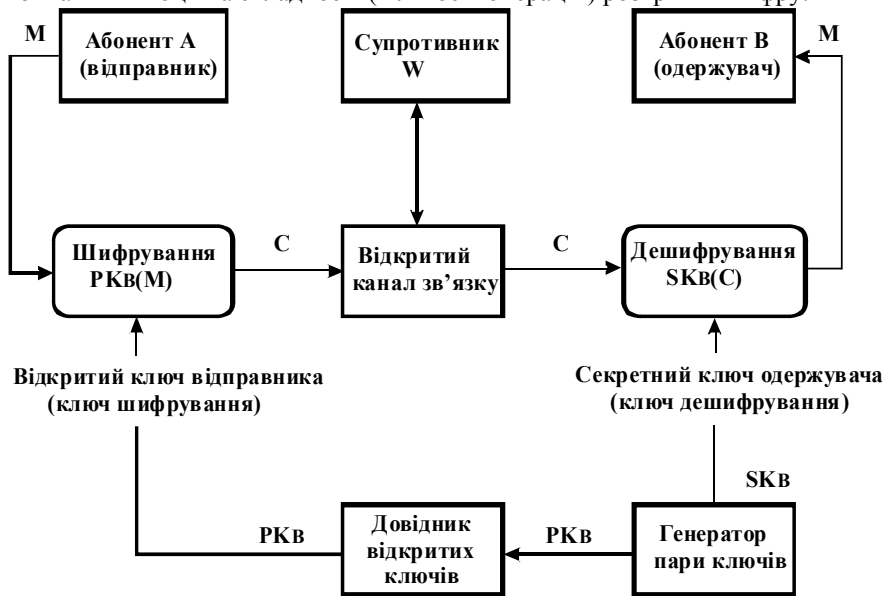 (
)
M
Абонент А
(відправник)
Супротивник
W
Абонент В
(одержувач)
M
Шифрування
PKB(M)
C
Відкритий
канал зв’язку
C
Дешифрування
SKB(C)
Відкритий ключ відправника
(ключ шифрування)
Секретний ключ одержувача
(ключ дешифрування)
SKB
PKB
Довідник
відкритих
ключів
PKB
Генератор
пари ключів